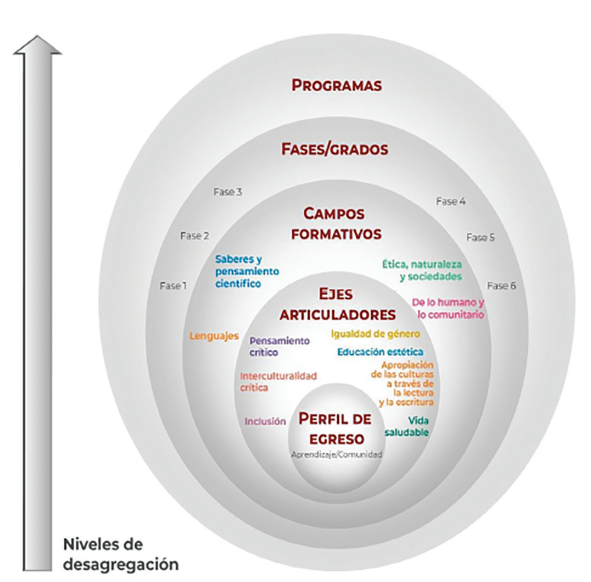 PROGRAMAS
FASES/GRADOS
Fase 3
Fase 4
CAMPOS
FORMATIVOS
Fase 2
Fase 5
Saberes y
pensamiento
científico
Ética, naturaleza
y sociedades
Fase 1
Fase 6
EJES
ARTICULADORES
De lo humano y
lo comunitario
Lenguajes
Pensamiento
crítico
Igualdad de género
Educación estética
Interculturalidad
crítica
Apropiación
de las culturas
a través de
la lectura
y la escritura
Inclusión
PERFIL DE
EGRESO
Aprendizaje/Comunidad
Vida
saludable
Niveles de
desagregación